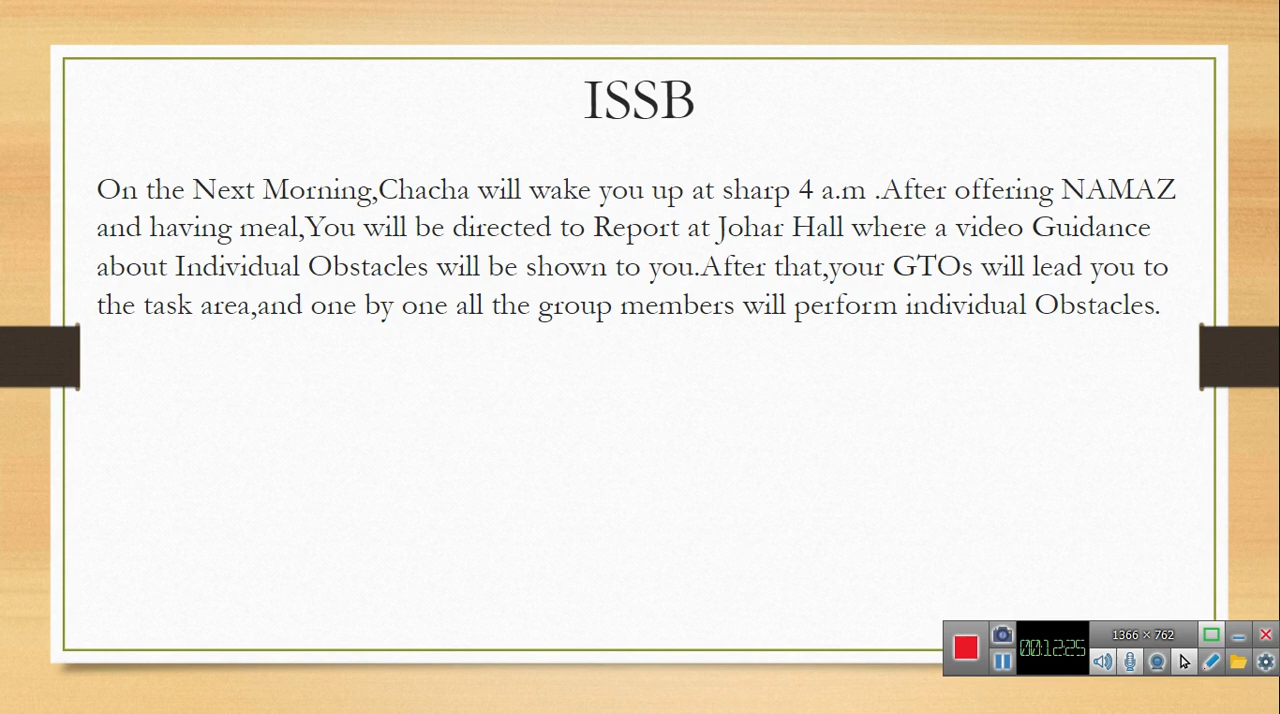 ISSB
On the Next Morning,Chacha will wake you up at sharp 4 a.m .After offering NAMAZ
and having meal,You will be directed to Report at Johar Hall where a video Guidance
about Individual Obstacles will be shown to you.After that,your GTOs will lead you to
the task area,and one by one all the group members will perform individual Obstacles.
1366 × 762
00:12:25